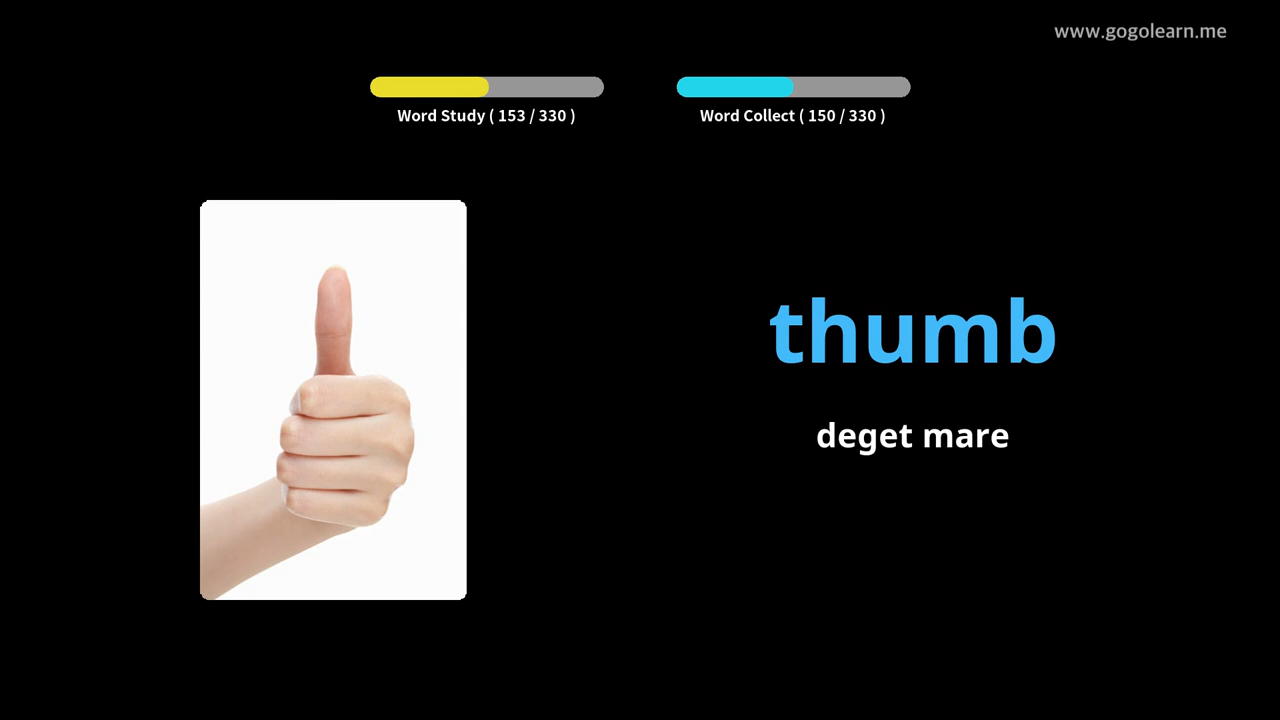 www.gogolearn.me
Word Study ( 153 / 330 )
Word Collect ( 150 / 330 )
thumb
deget mare